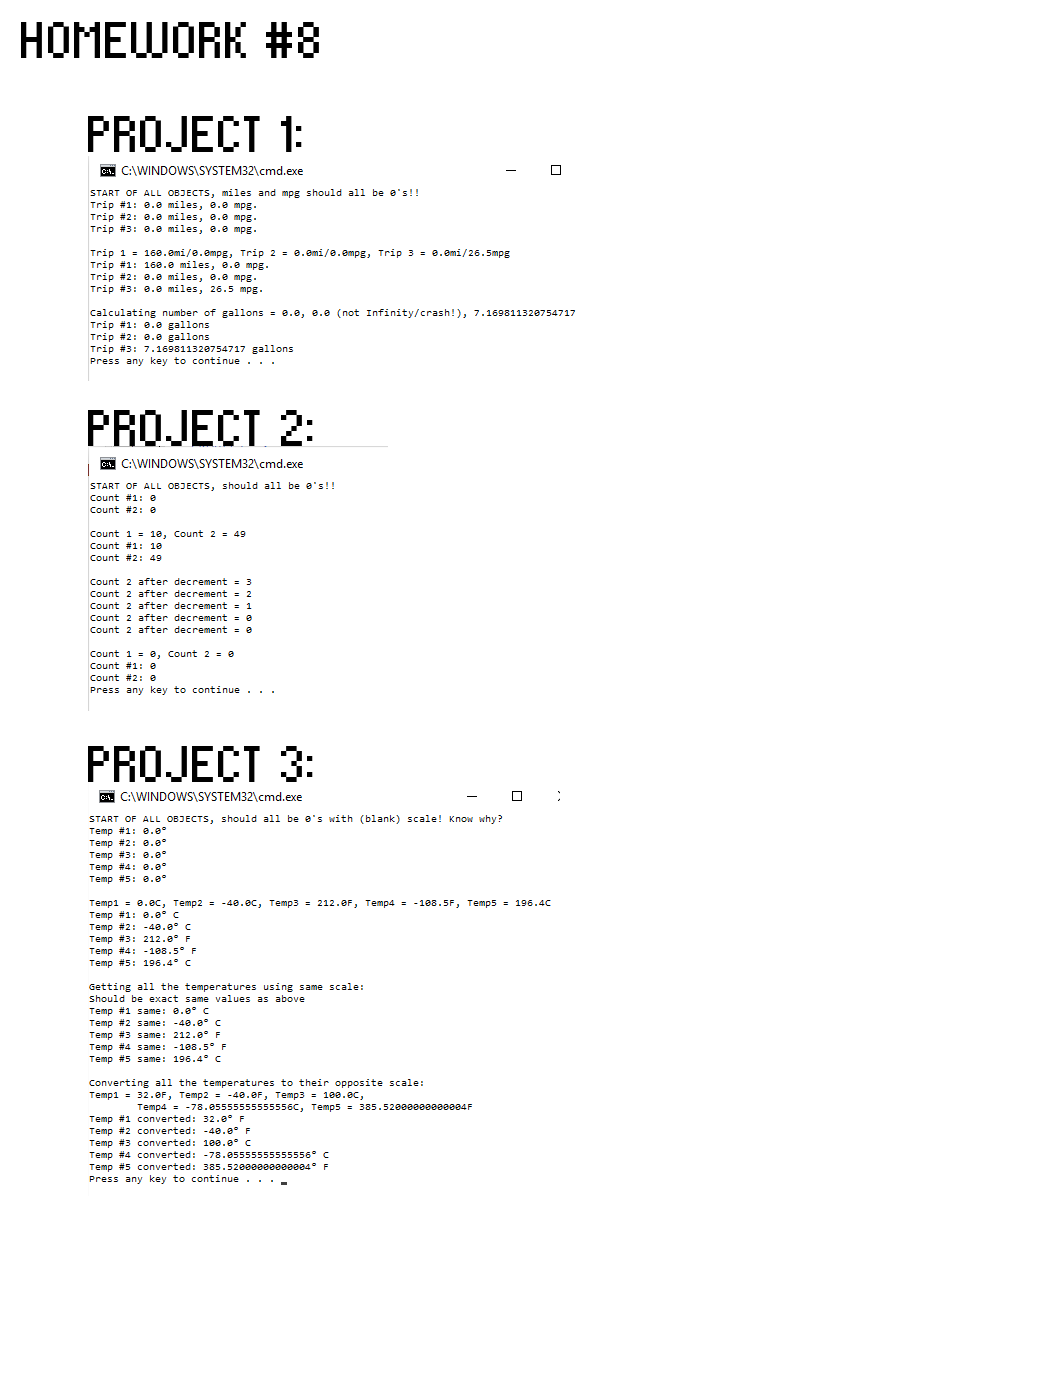 HOMEWORK #8
PROJECT 1:
C:\WINDOWS\SYSTEM32\cmd.exe
START OF ALL OBJECTS, miles and mpg should all be 0's!!
Trip #1: 0.0 miles, 0.0 mpg.
Trip #2: 0.0 miles, 0.0 mpg.
Trip #3: 0.0 miles, 0.0 mpg.
Trip 1 = 160.0mi/0.0mpg, Trip 2 = 0.0mi/0.0mpg, Trip 3 = 0.0mi/26.5mpg
Trip #1: 160.0 miles, 0.0 mpg.
Trip #2: 0.0 miles, 0.0 mpg.
Trip #3: 0.0 miles, 26.5 mpg.
Calculating number of gallons = 0.0, 0.0 (not Infinity/crash!), 7.169811320754717
Trip #1: 0.0 gallons
Trip #2: 0.0 gallons
Trip #3: 7.169811320754717 gallons
Press any key to continue . . .
PROJECT 2:
C:\WINDOWS\SYSTEM32\cmd.exe
START OF ALL OBJECTS, should all be 0's!!
Count #1: 0
Count #2: 0
Count 1 = 10, Count 2 = 49
Count #1: 10
Count #2: 49
Count 2 after decrement = 3
Count 2 after decrement = 2
Count 2 after decrement = 1
Count 2 after decrement = 0
Count 2 after decrement = 0
Count 1 = 0, Count 2 = 0
Count #1: 0
Count #2: 0
Press any key to continue . . .
PROJECT 3:
C:\WINDOWS\SYSTEM32\cmd.exe
START OF ALL OBJECTS, should all be 0's with (blank) scale! Know why?
Temp #1: 0.0°
Temp #2: 0.0°
Temp #3: 0.0°
Temp #4: 0.0°
Temp #5: 0.0°
Temp1 = 0.0C, Temp2 = -40.0C, Temp3 = 212.0F, Temp4 = -108.5F, Temp5 = 196.4C
Temp #1: 0.0° C
Temp #2: -40.0° C
Temp #3: 212.0° F
Temp #4: -108.5° F
Temp #5: 196.4° C
Getting all the temperatures using same scale:
Should be exact same values as above
Temp #1 same: 0.0° C
Temp #2 same: -40.0° C
Temp #3 same: 212.0° F
Temp #4 same: -108.5° F
Temp #5 same: 196.4° C
Converting all the temperatures to their opposite scale:
Temp1 = 32.0F, Temp2 = -40.0F, Temp3 = 100.0C,
Temp4 = -78.05555555555556C, Temp5 = 385.52000000000004F
Temp #1 converted: 32.0° F
Temp #2 converted: -40.0° F
Temp #3 converted: 100.0° C
Temp #4 converted: -78.05555555555556° C
Temp #5 converted: 385.52000000000004° F
Press any key to continue . . .